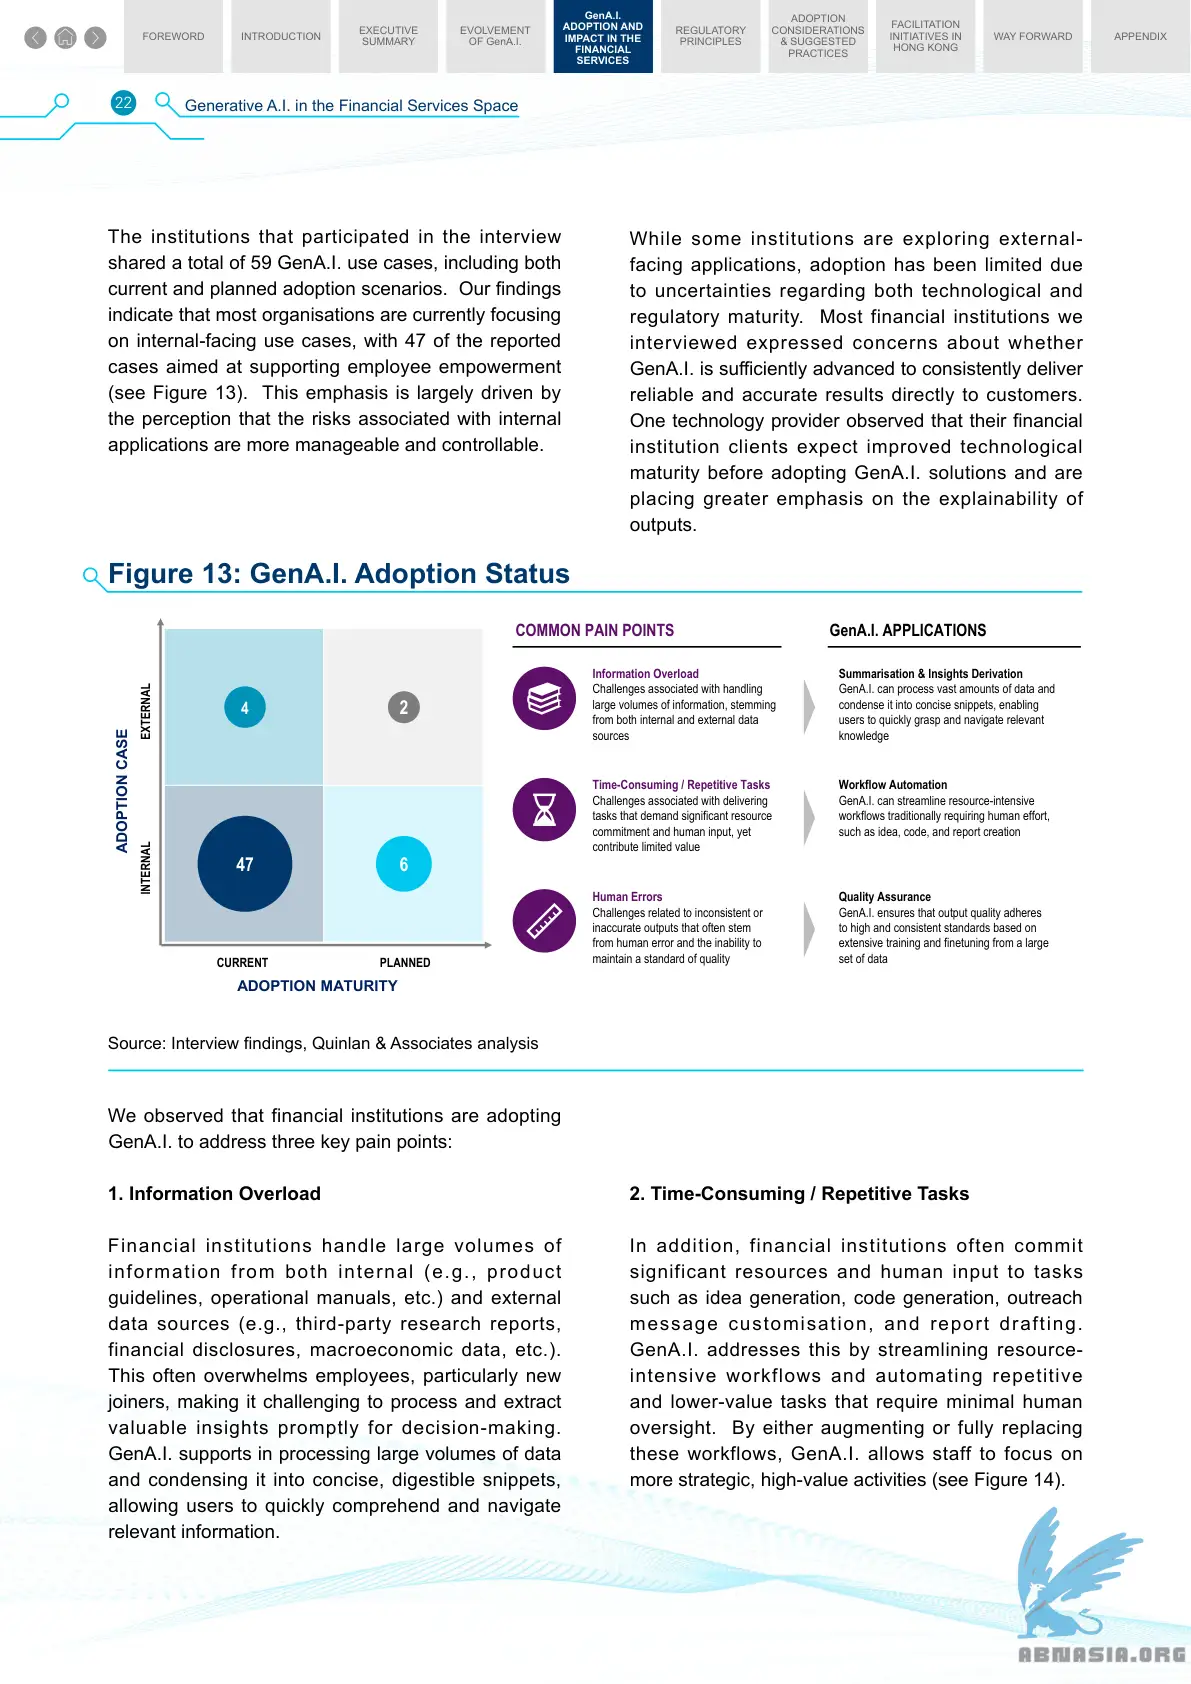 FOREWORD
INTRODUCTION
EXECUTIVE
SUMMARY
EVOLVEMENT
OF GenA.I.
GenA.I.
ADOPTION AND
IMPACT IN THE
FINANCIAL
SERVICES
REGULATORY
PRINCIPLES
ADOPTION
CONSIDERATIONS
& SUGGESTED
PRACTICES
FACILITATION
INITIATIVES IN
HONG KONG
WAY FORWARD
APPENDIX
22
Generative A.I. in the Financial Services Space
The institutions that participated in the interview
shared a total of 59 GenA.I. use cases, including both
current and planned adoption scenarios. Our findings
indicate that most organisations are currently focusing
on internal-facing use cases, with 47 of the reported
cases aimed at supporting employee empowerment
(see Figure 13). This emphasis is largely driven by
the perception that the risks associated with internal
applications are more manageable and controllable.
While some institutions are exploring external-
facing applications, adoption has been limited due
to uncertainties regarding both technological and
regulatory maturity. Most financial institutions we
interviewed expressed concerns about whether
GenA.I. is sufficiently advanced to consistently deliver
reliable and accurate results directly to customers.
One technology provider observed that their financial
institution clients expect improved technological
maturity before adopting GenA.I. solutions and are
placing greater emphasis on the explainability of
outputs.
Figure 13: GenA.I. Adoption Status
ADOPTION CASE
EXTERNAL
INTERNAL
4
2
47
6
CURRENT
PLANNED
ADOPTION MATURITY
COMMON PAIN POINTS
GenA.I. APPLICATIONS
Information Overload
Challenges associated with handling
large volumes of information, stemming
from both internal and external data
sources
Summarisation & Insights Derivation
GenA.I. can process vast amounts of data and
condense it into concise snippets, enabling
users to quickly grasp and navigate relevant
knowledge
Time-Consuming / Repetitive Tasks
Challenges associated with delivering
tasks that demand significant resource
commitment and human input, yet
contribute limited value
Workflow Automation
GenA.I. can streamline resource-intensive
workflows traditionally requiring human effort,
such as idea, code, and report creation
Human Errors
Challenges related to inconsistent or
inaccurate outputs that often stem
from human error and the inability to
maintain a standard of quality
Quality Assurance
GenA.I. ensures that output quality adheres
to high and consistent standards based on
extensive training and finetuning from a large
set of data
Source: Interview findings, Quinlan & Associates analysis
We observed that financial institutions are adopting
GenA.I. to address three key pain points:
1. Information Overload
Financial institutions handle large volumes of
information from both internal (e.g., product
guidelines, operational manuals, etc.) and external
data sources (e.g., third-party research reports,
financial disclosures, macroeconomic data, etc.).
This often overwhelms employees, particularly new
joiners, making it challenging to process and extract
valuable insights promptly for decision-making.
GenA.I. supports in processing large volumes of data
and condensing it into concise, digestible snippets,
allowing users to quickly comprehend and navigate
relevant information.
2. Time-Consuming / Repetitive Tasks
In addition, financial institutions often commit
significant resources and human input to tasks
such as idea generation, code generation, outreach
message customisation, and report drafting.
GenA.I. addresses this by streamlining resource-
intensive workflows and automating repetitive
and lower-value tasks that require minimal human
oversight. By either augmenting or fully replacing
these workflows, GenA.I. allows staff to focus on
more strategic, high-value activities (see Figure 14).
ABNASIA.ORG